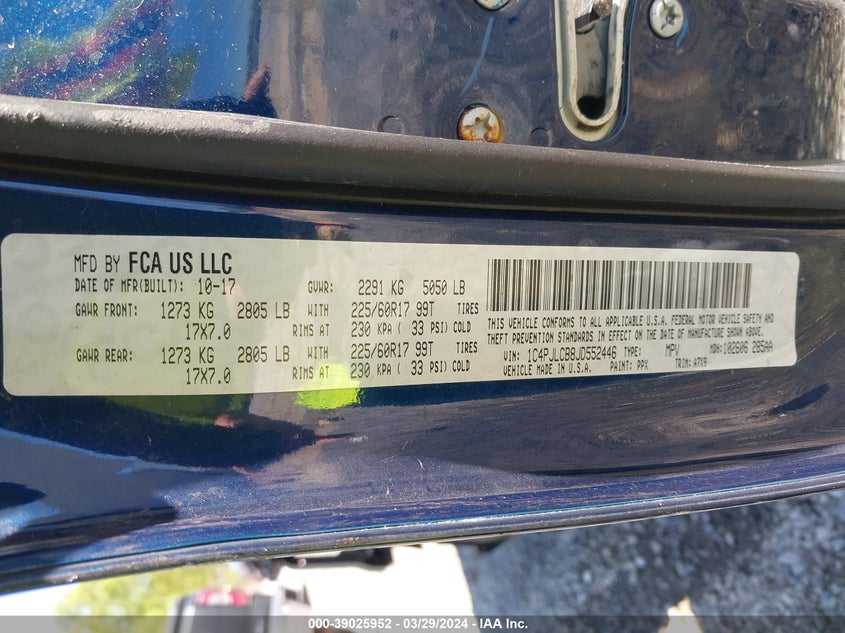 MFD BY FCA US LLC
DATE OF MFR(BUILT): 10-17 GVWR: 2291 KG 5050 LB
GAWR FRONT: 1273 KG 2805 LB WITH 225/60R17 99T TIRES
17X7.0 RIMS AT 230 KPA ( 33 PSI) COLD
GAWR REAR: 1273 KG 2805 LB WITH 225/60R17 99T TIRES
17X7.0 RIMS AT 230 KPA ( 33 PSI) COLD
THIS VEHICLE CONFORMS TO ALL APPLICABLE U.S.A. FEDERAL MOTOR VEHICLE SAFETY AND
THEFT PREVENTION STANDARDS IN EFFECT ON THE DATE OF MANUFACTURE SHOWN ABOVE.
VIN: 1C4PJLCB8JD552446 TYPE: MPV MDH: 102606 285AA
VEHICLE MADE IN U.S.A. PAINT: PPX TRIM: A7X9
000-39025952 - 03/29/2024 - IAA Inc.